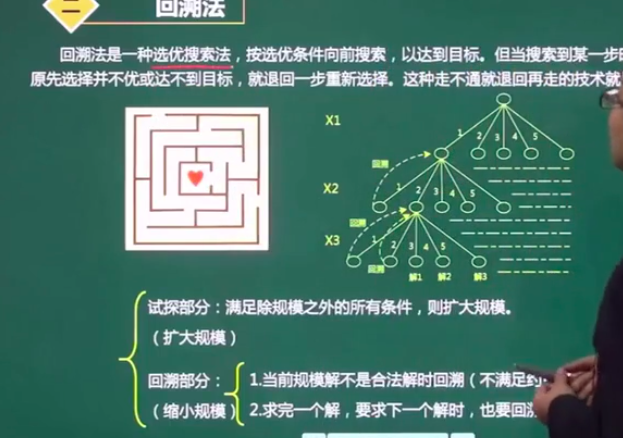 二
回溯法
回溯法是一种选优搜索法，按选优条件向前搜索，以达到目标。但当搜索到某一步
原先选择并不优或达不到目标，就退回一步重新选择。这种走不通就退回再走的技术就
X1
1 2 3 4 5
回溯
X2
1 2 3 4 5
回溯
X3
1 2 3 4 5
回溯
解1 解2 解3
试探部分：满足除规模之外的所有条件，则扩大规模。
（扩大规模）
回溯部分：
1.当前规模解不是合法解时回溯（不满足约
（缩小规模）
2.求完一个解，要求下一个解时，也要回溯